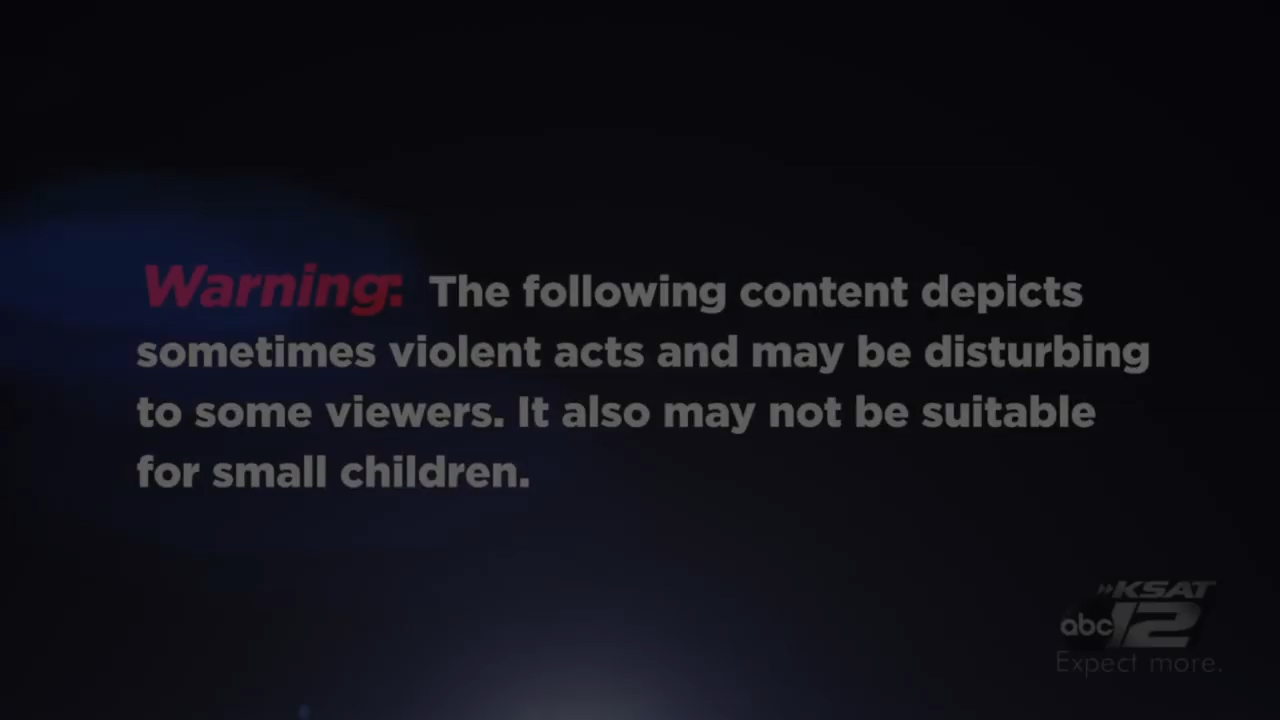 Warning: The following content depicts
sometimes violent acts and may be disturbing
to some viewers. It also may not be suitable
for small children.
»KSAT
abc 12
Expect more.